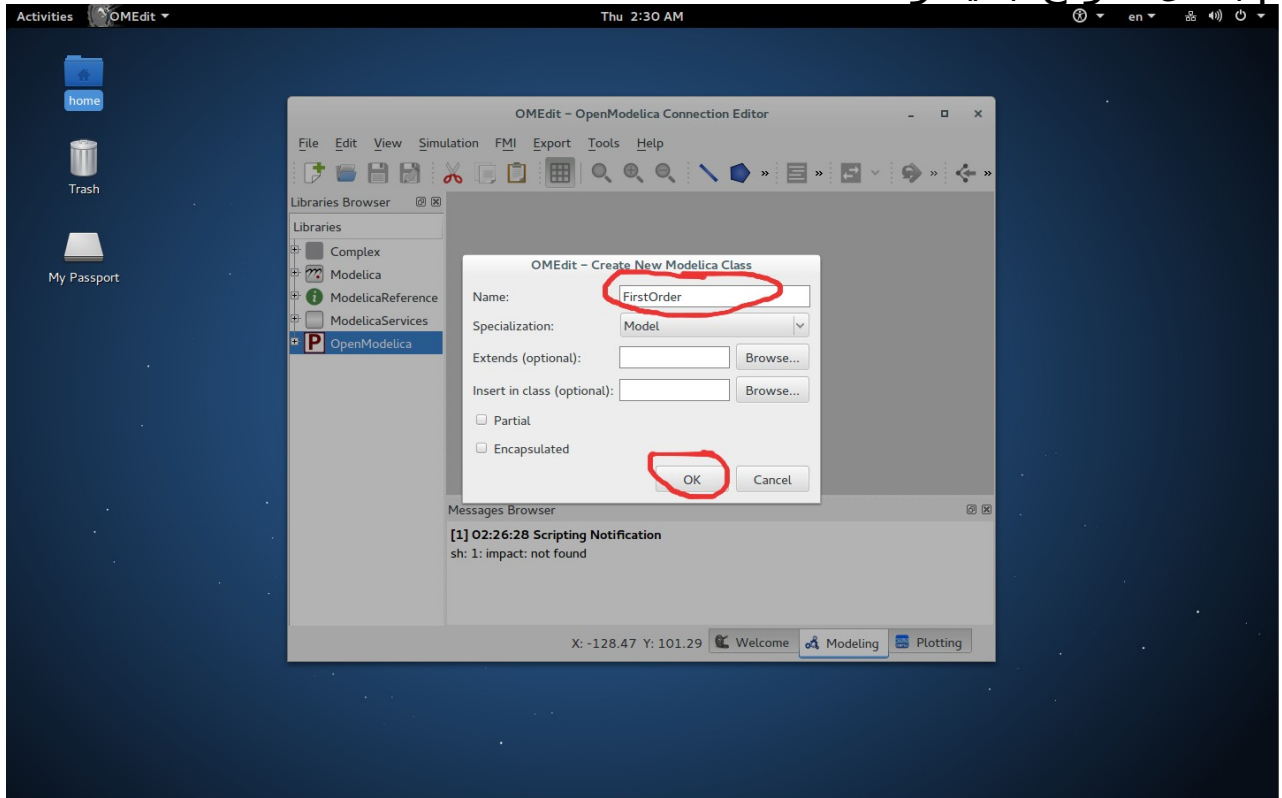 Activities OMEdit Thu 2:30 AM en
home
Trash
My Passport
OMEdit – OpenModelica Connection Editor
File Edit View Simulation FMI Export Tools Help
» » » »
Libraries Browser
Libraries
Complex
Modelica
ModelicaReference
ModelicaServices
P OpenModelica
OMEdit – Create New Modelica Class
Name: FirstOrder
Specialization: Model
Extends (optional): Browse...
Insert in class (optional): Browse...
Partial
Encapsulated
OK Cancel
Messages Browser
[1] 02:26:28 Scripting Notification
sh: 1: impact: not found
X: -128.47 Y: 101.29 Welcome Modeling Plotting